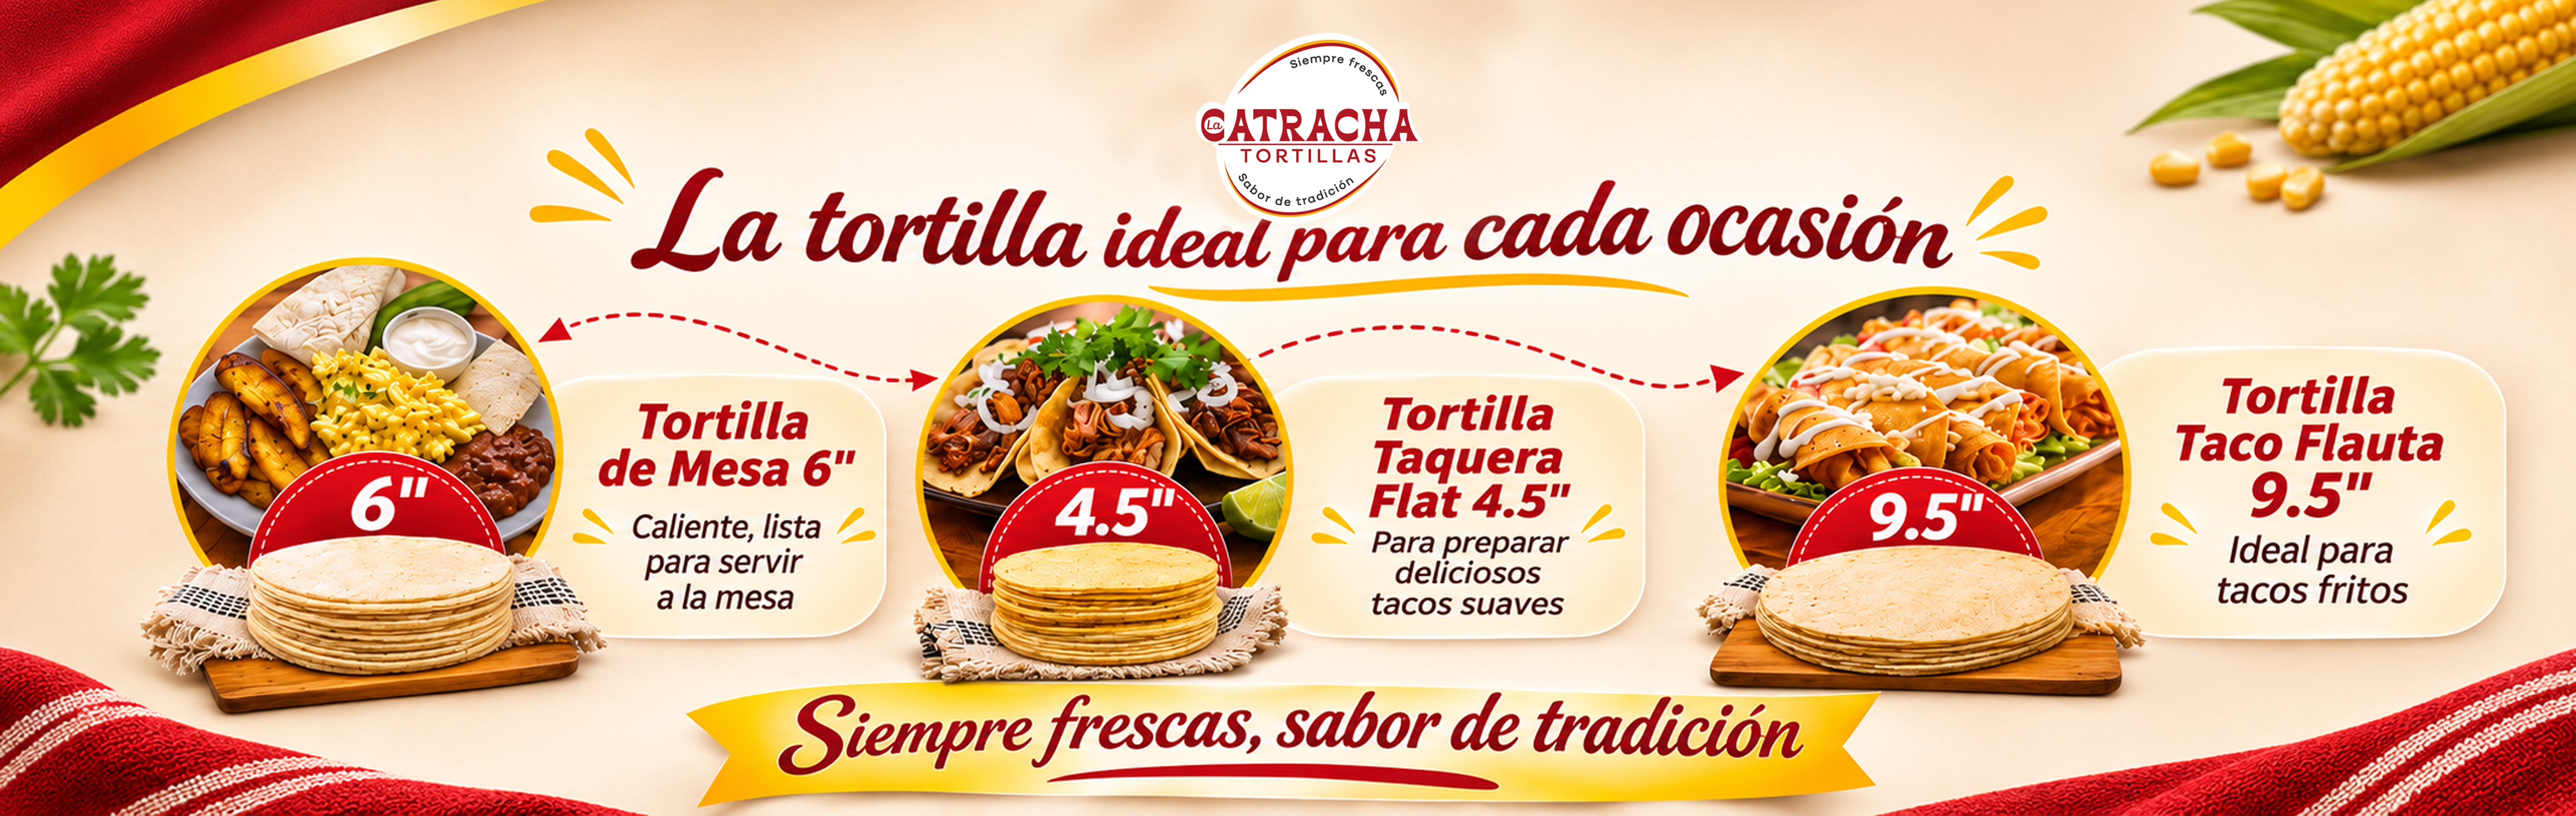 Siempre frescas
La CATRACHA
TORTILLAS
Sabor de tradición
La tortilla ideal para cada ocasión
6"
Tortilla
de Mesa 6"
Caliente, lista
para servir
a la mesa
4.5"
Tortilla
Taquera
Flat 4.5"
Para preparar
deliciosos
tacos suaves
9.5"
Tortilla
Taco Flauta
9.5"
Ideal para
tacos fritos
Siempre frescas, sabor de tradición